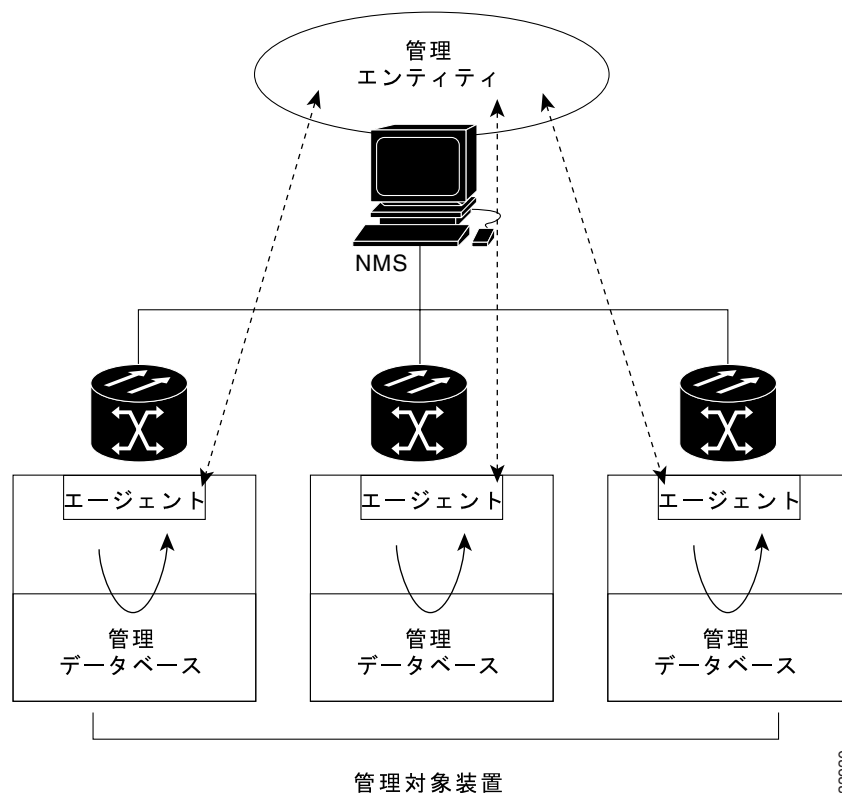 管理
エンティティ
NMS
エージェント
エージェント
エージェント
管理
データベース
管理
データベース
管理
データベース
管理対象装置